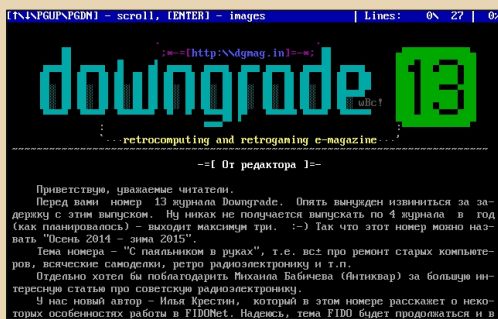 [↑\↓\PGUP\PGDN] - scroll, [ENTER] - images | Lines: 0\ 27 | 0%
;*-=[http:\\dgmag.in]=-*;
downgrade 13
wBc!
···retrocomputing and retrogaming e-magazine···
-=[ От редактора ]=-
Приветствую, уважаемые читатели.
Перед вами номер 13 журнала Downgrade. Опять вынужден извиниться за за-
держку с этим выпуском. Ну никак не получается выпускать по 4 журнала в год
(как планировалось) - выходит максимум три. :-) Так что этот номер можно наз-
вать "Осень 2014 - зима 2015".
Тема номера - "С паяльником в руках", т.е. вс± про ремонт старых компьюте-
ров, всяческие самоделки, ретро радиоэлектронику и т.п.
Отдельно хотел бы поблагодарить Михаила Бабичева (Антиквар) за большую ин-
тересную статью про советскую радиоэлектронику.
У нас новый автор - Илья Крестин, который в этом номере расскажет о неко-
торых особенностях работы в FIDONet. Надеюсь, тема FIDO будет продолжаться и в